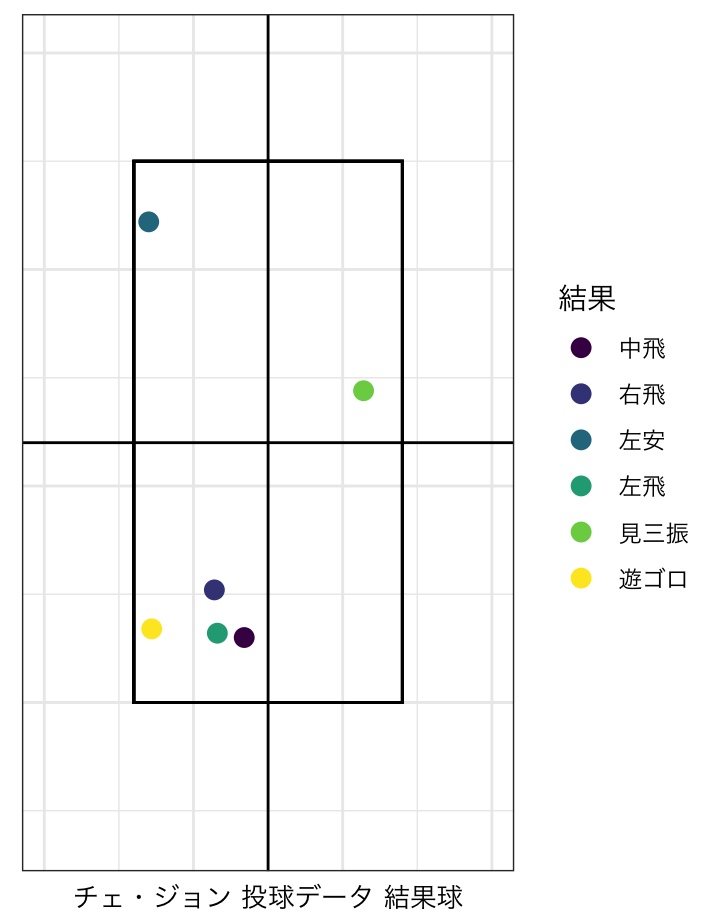 結果
中飛
右飛
左安
左飛
見三振
遊ゴロ
チェ・ジョン 投球データ 結果球